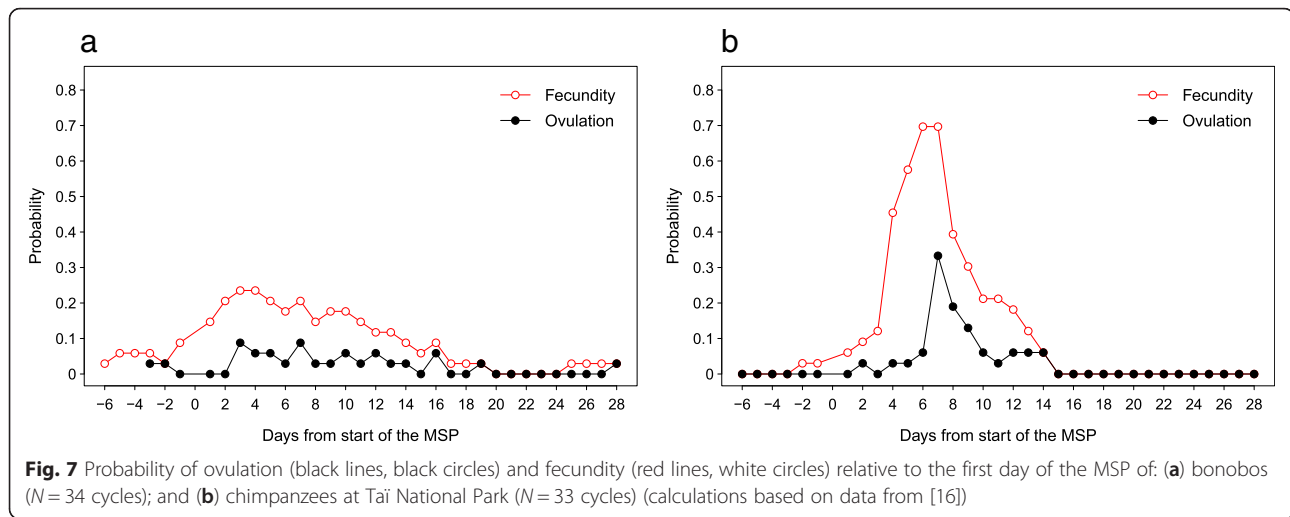 a
b
0.8
0.7
0.6
0.5
0.4
0.3
0.2
0.1
0
Probability
Fecundity
Ovulation
−6 −4 −2 0 2 4 6 8 10 12 14 16 18 20 22 24 26 28
Days from start of the MSP
0.8
0.7
0.6
0.5
0.4
0.3
0.2
0.1
0
Probability
Fecundity
Ovulation
−6 −4 −2 0 2 4 6 8 10 12 14 16 18 20 22 24 26 28
Days from start of the MSP
Fig. 7 Probability of ovulation (black lines, black circles) and fecundity (red lines, white circles) relative to the first day of the MSP of: (a) bonobos
(N = 34 cycles); and (b) chimpanzees at Taï National Park (N = 33 cycles) (calculations based on data from [16])